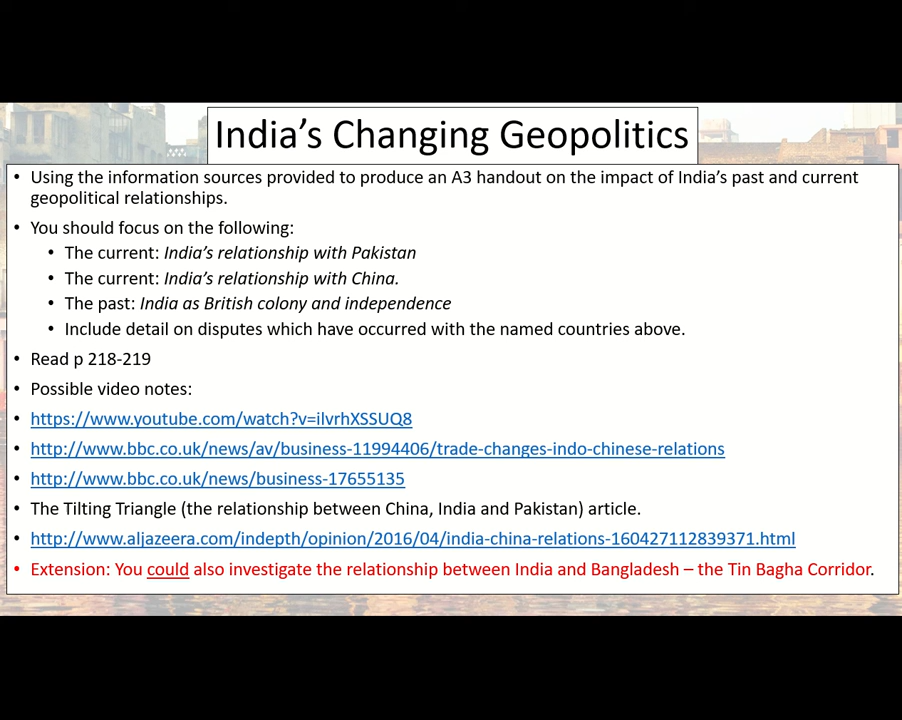 India's Changing Geopolitics
• Using the information sources provided to produce an A3 handout on the impact of India's past and current
geopolitical relationships.
• You should focus on the following:
• The current: India's relationship with Pakistan
• The current: India's relationship with China.
• The past: India as British colony and independence
• Include detail on disputes which have occurred with the named countries above.
• Read p 218-219
• Possible video notes:
• https://www.youtube.com/watch?v=ilvrhXSSUQ8
• http://www.bbc.co.uk/news/av/business-11994406/trade-changes-indo-chinese-relations
• http://www.bbc.co.uk/news/business-17655135
• The Tilting Triangle (the relationship between China, India and Pakistan) article.
• http://www.aljazeera.com/indepth/opinion/2016/04/india-china-relations-160427112839371.html
• Extension: You could also investigate the relationship between India and Bangladesh – the Tin Bagha Corridor.